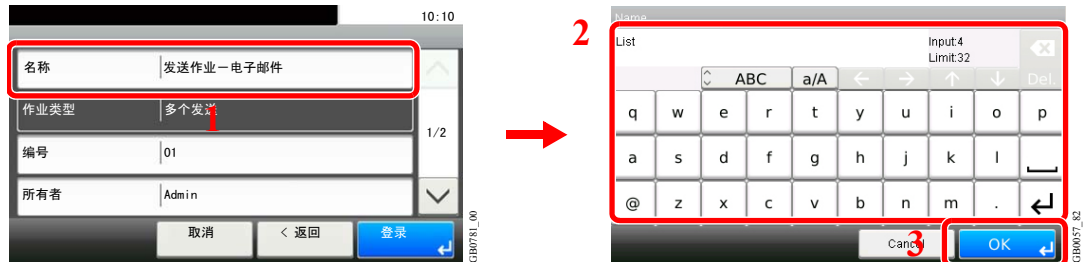 10:10
名称 发送作业－电子邮件
作业类型 多个发送
1
1/2
编号 01
所有者 Admin
取消 < 返回 登录
GB0781_00
2
Name
List Input:4
Limit:32
ABC a/A ← → ↑ ↓ Del.
q w e r t y u i o p
a s d f g h j k l
@ z x c v b n m .
Cancel OK
3
GB0057_82